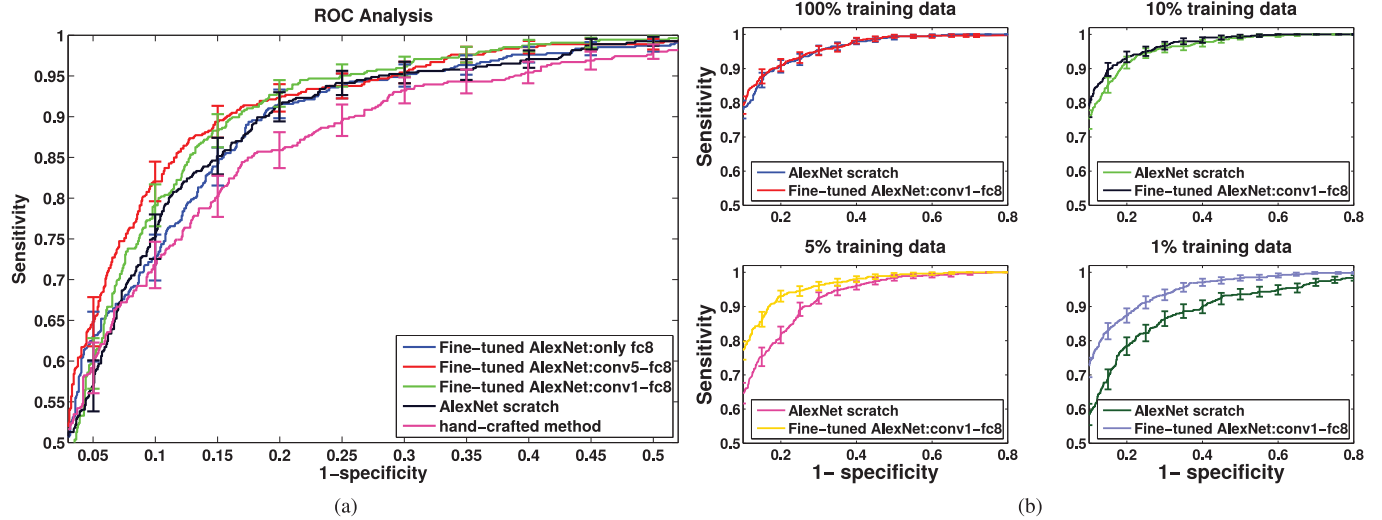 ROC Analysis
1
0.95
0.9
0.85
0.8
0.75
0.7
0.65
0.6
0.55
0.5
Sensitivity
Fine-tuned AlexNet:only fc8
Fine-tuned AlexNet:conv5-fc8
Fine-tuned AlexNet:conv1-fc8
AlexNet scratch
hand-crafted method
0.05 0.1 0.15 0.2 0.25 0.3 0.35 0.4 0.45 0.5
1-specificity
(a)
100% training data
1
0.9
0.8
0.7
0.6
0.5
Sensitivity
AlexNet scratch
Fine-tuned AlexNet:conv1-fc8
0.2 0.4 0.6 0.8
10% training data
1
0.9
0.8
0.7
0.6
0.5
AlexNet scratch
Fine-tuned AlexNet:conv1-fc8
0.2 0.4 0.6 0.8
5% training data
1
0.9
0.8
0.7
0.6
0.5
Sensitivity
AlexNet scratch
Fine-tuned AlexNet:conv1-fc8
0.2 0.4 0.6 0.8
1- specificity
1% training data
1
0.9
0.8
0.7
0.6
0.5
AlexNet scratch
Fine-tuned AlexNet:conv1-fc8
0.2 0.4 0.6 0.8
1- specificity
(b)